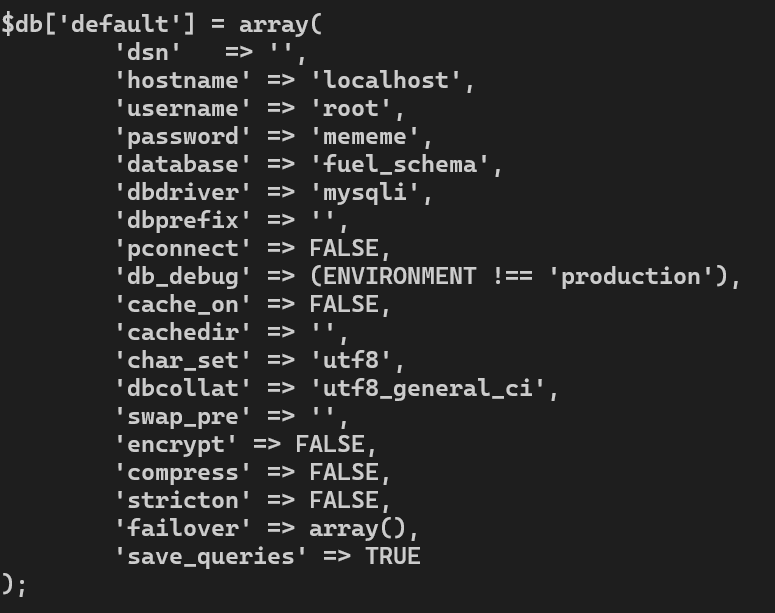 $db['default'] = array(
        'dsn'   => '',
        'hostname' => 'localhost',
        'username' => 'root',
        'password' => 'mememe',
        'database' => 'fuel_schema',
        'dbdriver' => 'mysqli',
        'dbprefix' => '',
        'pconnect' => FALSE,
        'db_debug' => (ENVIRONMENT !== 'production'),
        'cache_on' => FALSE,
        'cachedir' => '',
        'char_set' => 'utf8',
        'dbcollat' => 'utf8_general_ci',
        'swap_pre' => '',
        'encrypt' => FALSE,
        'compress' => FALSE,
        'stricton' => FALSE,
        'failover' => array(),
        'save_queries' => TRUE
);